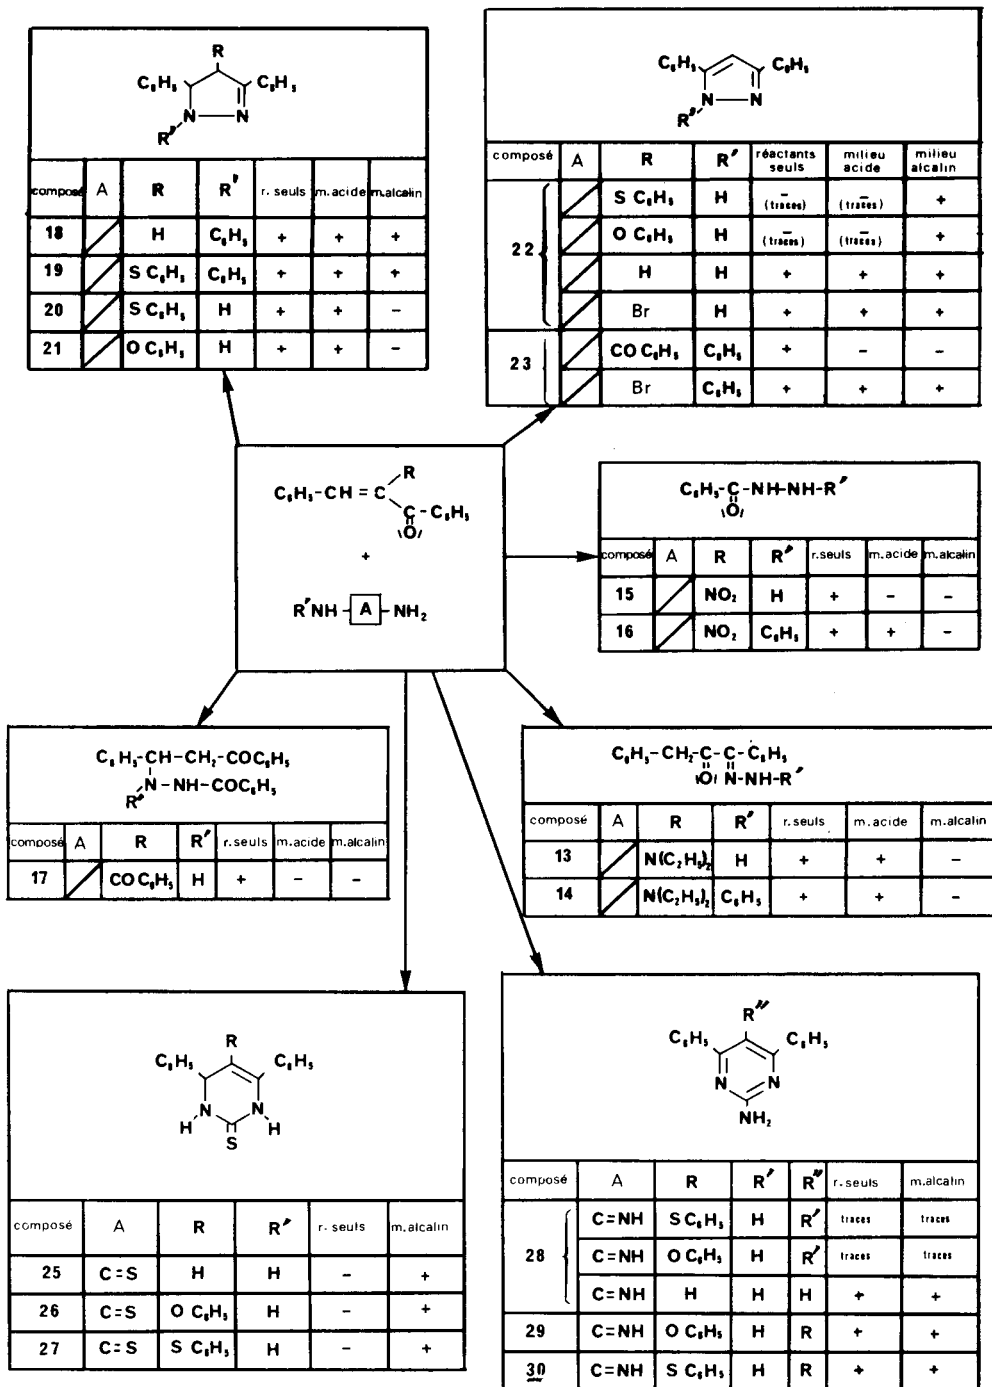 R
C₆H₅ C₆H₅
N N
R′
composé A R R′ r. seuls m. acide m. alcalin
18 H C₆H₅ + + +
19 S C₆H₅ C₆H₅ + + +
20 S C₆H₅ H + + −
21 O C₆H₅ H + + −
C₆H₅ C₆H₅
N N
R′
composé A R R′ réactants seuls milieu acide milieu alcalin
22 S C₆H₅ H − (traces) − (traces) +
O C₆H₅ H − (traces) − (traces) +
H H + + +
Br H + + +
23 CO C₆H₅ C₆H₅ + − −
Br C₆H₅ + + +
R
C₆H₅−CH=C
C−C₆H₅
O
+
R′NH−A−NH₂
C₆H₅−C−NH−NH−R′
O
composé A R R′ r. seuls m. acide m. alcalin
15 NO₂ H + − −
16 NO₂ C₆H₅ + + −
C₆H₅−CH−CH₂−COC₆H₅
N−NH−COC₆H₅
R′
composé A R R′ r. seuls m. acide m. alcalin
17 CO C₆H₅ H + − −
C₆H₅−CH₂−C−C−C₆H₅
O N−NH−R′
composé A R R′ r. seuls m. acide m. alcalin
13 N(C₂H₅)₂ H + + −
14 N(C₂H₅)₂ C₆H₅ + + −
R
C₆H₅ C₆H₅
N N
H H
S
composé A R R′ r. seuls m. alcalin
25 C=S H H − +
26 C=S O C₆H₅ H − +
27 C=S S C₆H₅ H − +
R″
C₆H₅ C₆H₅
N N
NH₂
composé A R R′ R″ r. seuls m. alcalin
28 C=NH S C₆H₅ H R′ traces traces
C=NH O C₆H₅ H R′ traces traces
C=NH H H H + +
29 C=NH O C₆H₅ H R + +
30 C=NH S C₆H₅ H R + +